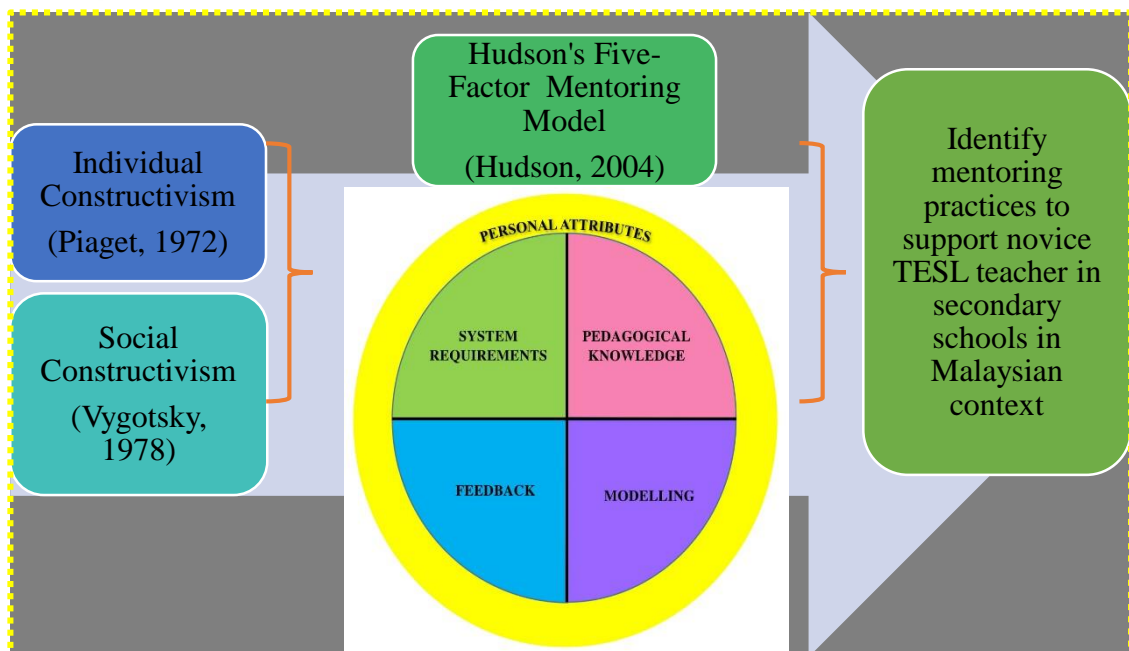 Individual
Constructivism
(Piaget, 1972)
Social
Constructivism
(Vygotsky,
1978)
Hudson's Five-
Factor Mentoring
Model
(Hudson, 2004)
PERSONAL ATTRIBUTES
SYSTEM
REQUIREMENTS
PEDAGOGICAL
KNOWLEDGE
FEEDBACK
MODELLING
Identify
mentoring
practices to
support novice
TESL teacher in
secondary
schools in
Malaysian
context